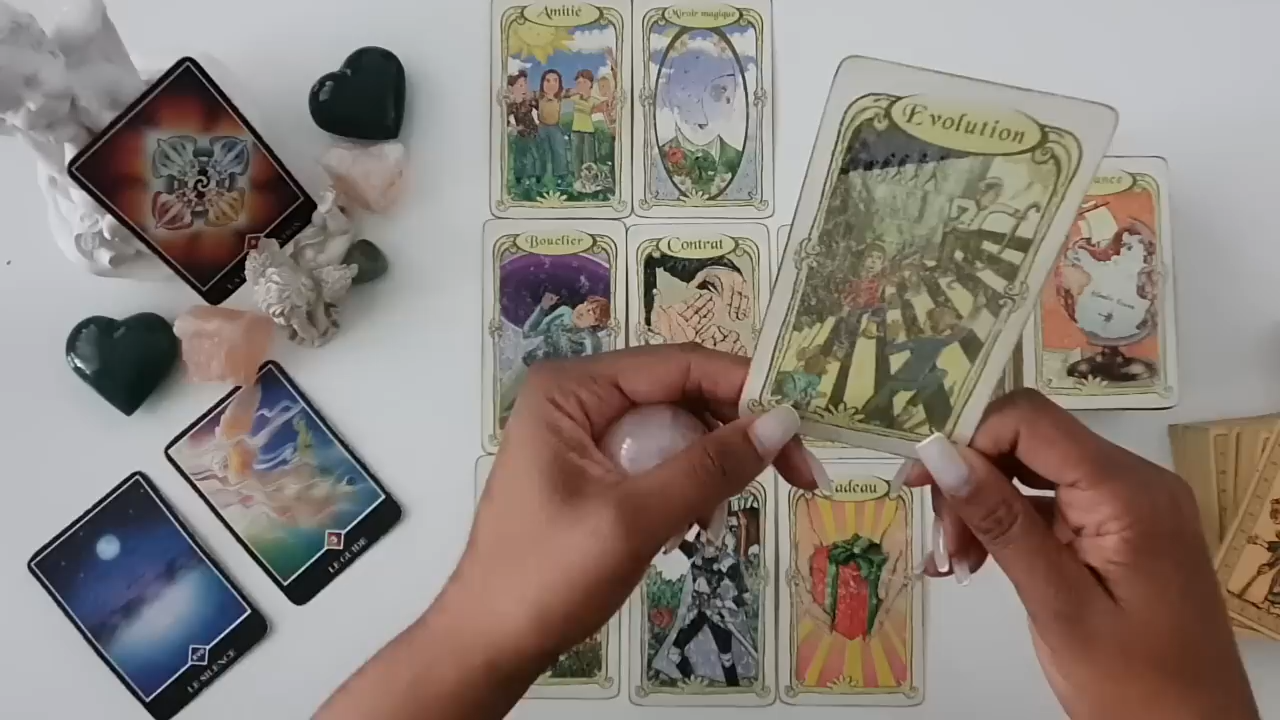 Amitié
Miroir magique
Evolution
Bouclier
Contrat
Cadeau
LE GUIDE
LE SILENCE